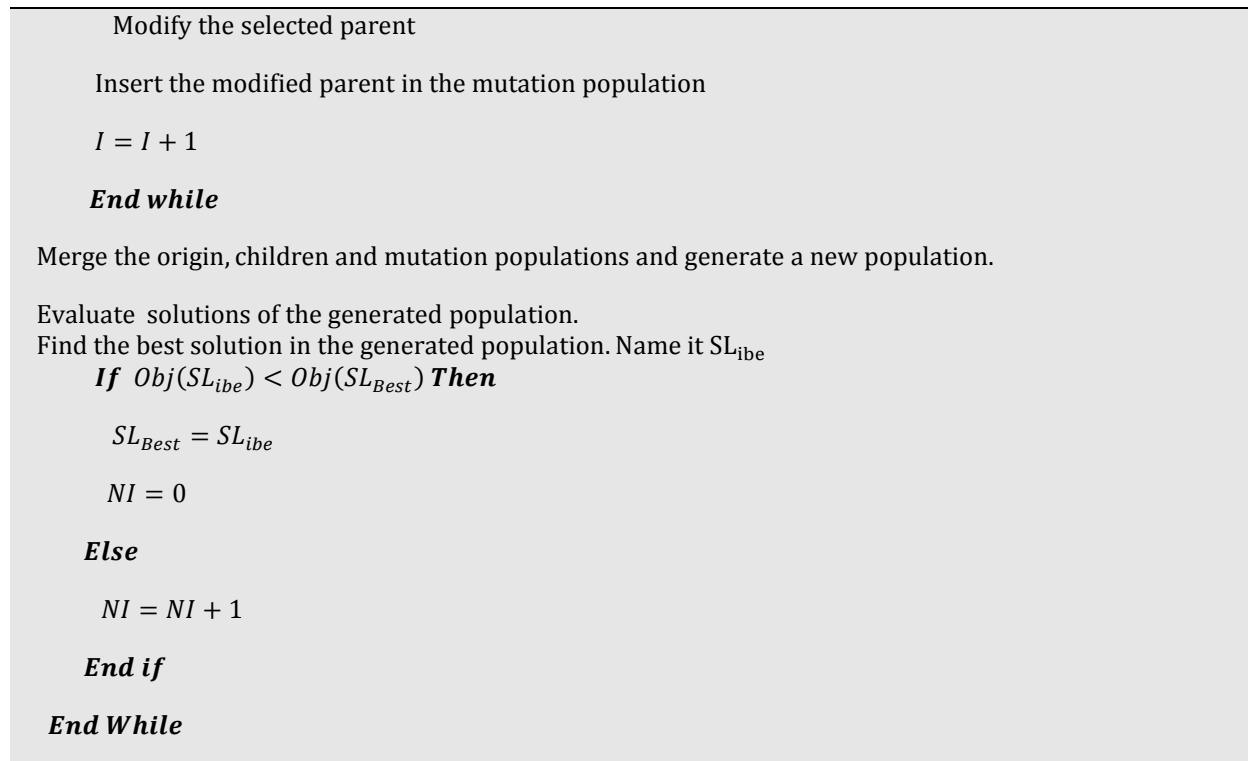 Modify the selected parent
Insert the modified parent in the mutation population
I = I + 1
End while
Merge the origin, children and mutation populations and generate a new population.
Evaluate solutions of the generated population.
Find the best solution in the generated population. Name it SL_ibe
If Obj(SL_ibe) < Obj(SL_Best) Then
SL_Best = SL_ibe
NI = 0
Else
NI = NI + 1
End if
End While